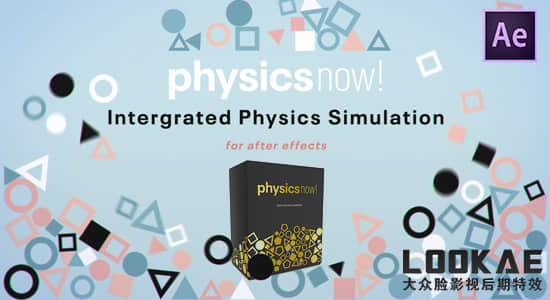 Ae
physicsnow!
Intergrated Physics Simulation
for after effects
physicsnow!
LOOKAE
大众脸影视后期特效